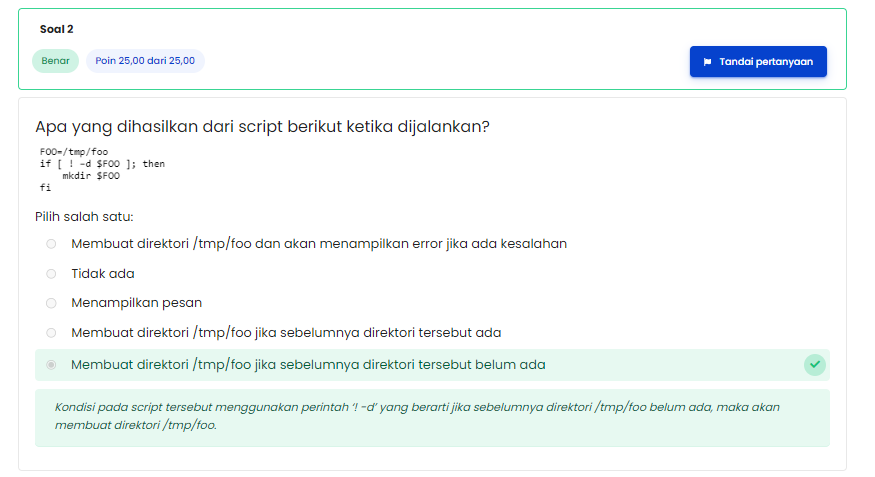 Soal 2
Benar
Poin 25,00 dari 25,00
Tandai pertanyaan
Apa yang dihasilkan dari script berikut ketika dijalankan?
FOO=/tmp/foo
if [ ! -d $FOO ]; then
    mkdir $FOO
fi
Pilih salah satu:
Membuat direktori /tmp/foo dan akan menampilkan error jika ada kesalahan
Tidak ada
Menampilkan pesan
Membuat direktori /tmp/foo jika sebelumnya direktori tersebut ada
Membuat direktori /tmp/foo jika sebelumnya direktori tersebut belum ada
Kondisi pada script tersebut menggunakan perintah ‘! -d’ yang berarti jika sebelumnya direktori /tmp/foo belum ada, maka akan
membuat direktori /tmp/foo.